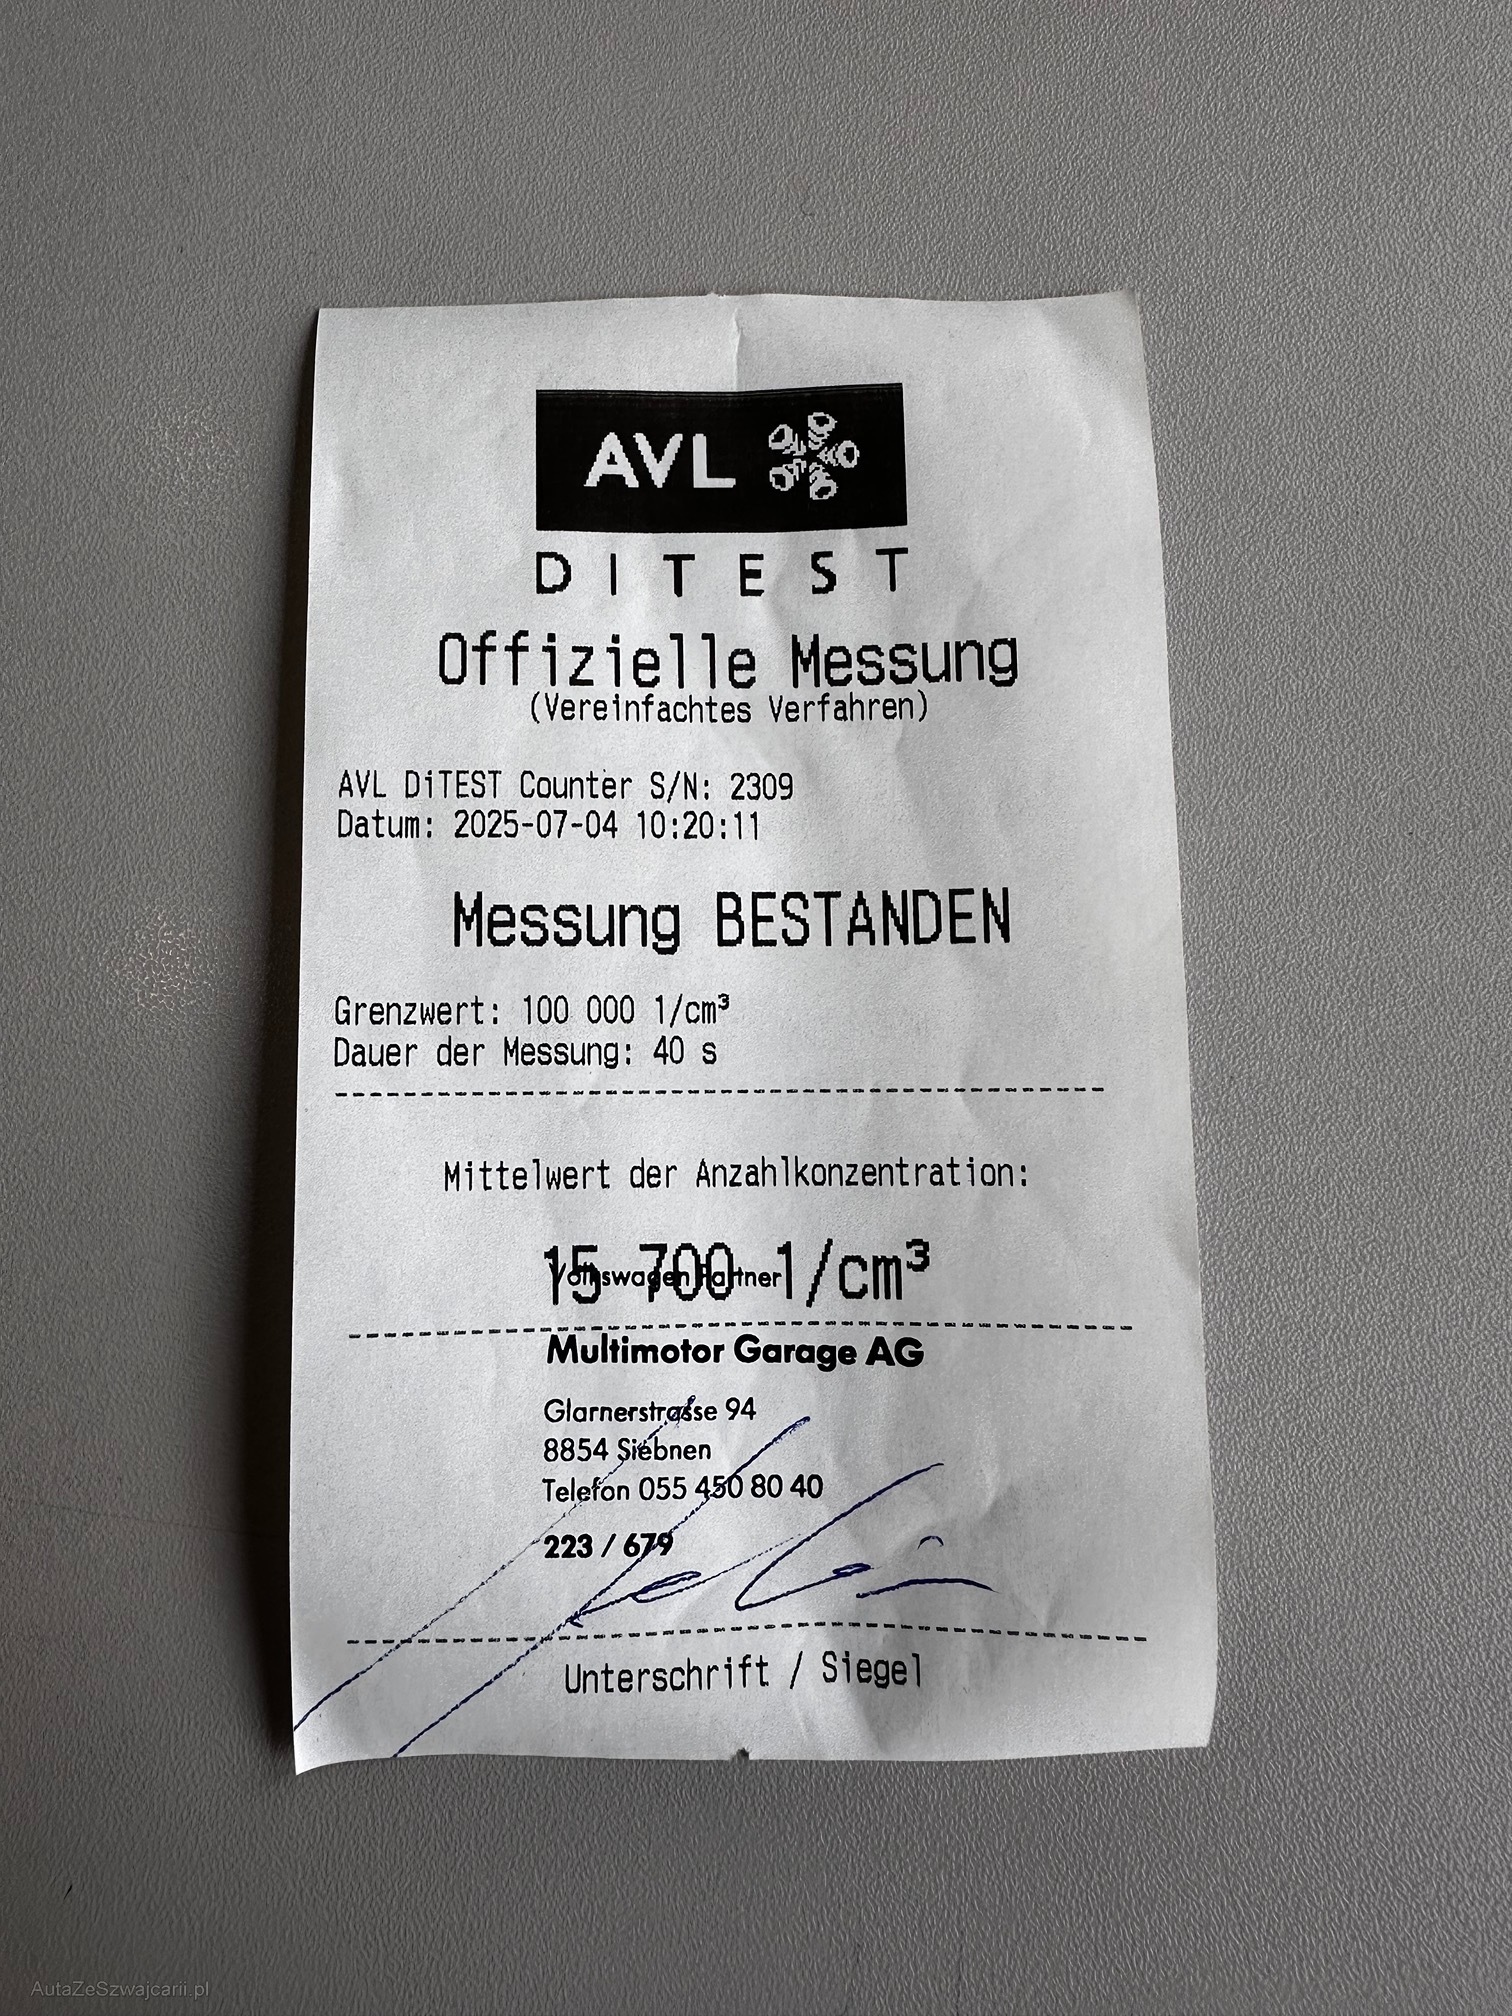 AVL
DITEST
Offizielle Messung
(Vereinfachtes Verfahren)
AVL DiTEST Counter S/N: 2309
Datum: 2025-07-04 10:20:11
Messung BESTANDEN
Grenzwert: 100 000 1/cm³
Dauer der Messung: 40 s
Mittelwert der Anzahlkonzentration:
15 700 1/cm³
Volkswagen Partner
Multimotor Garage AG
Glarnerstrasse 94
8854 Siebnen
Telefon 055 450 80 40
223 / 679
Unterschrift / Siegel
AutaZeSzwajcarii.pl